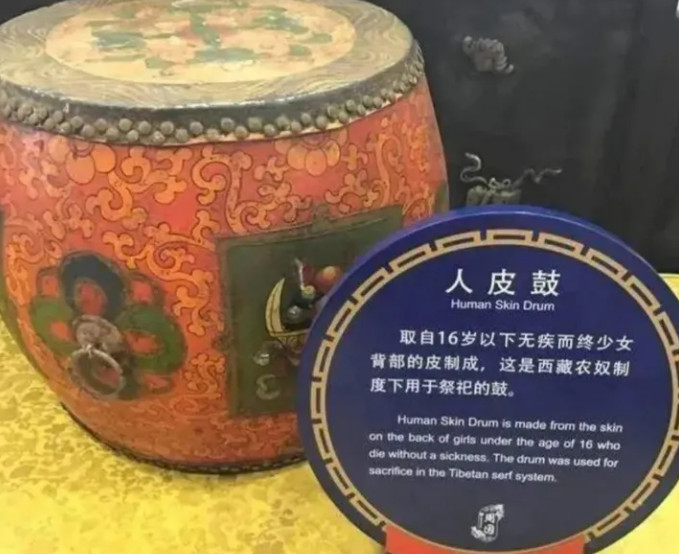 人皮鼓
Human Skin Drum
取自16岁以下无疾而终少女
背部的皮制成，这是西藏农奴制
度下用于祭祀的鼓。
Human Skin Drum is made from the skin
on the back of girls under the age of 16 who
die without a sickness. The drum was used for
sacrifice in the Tibetan serf system.